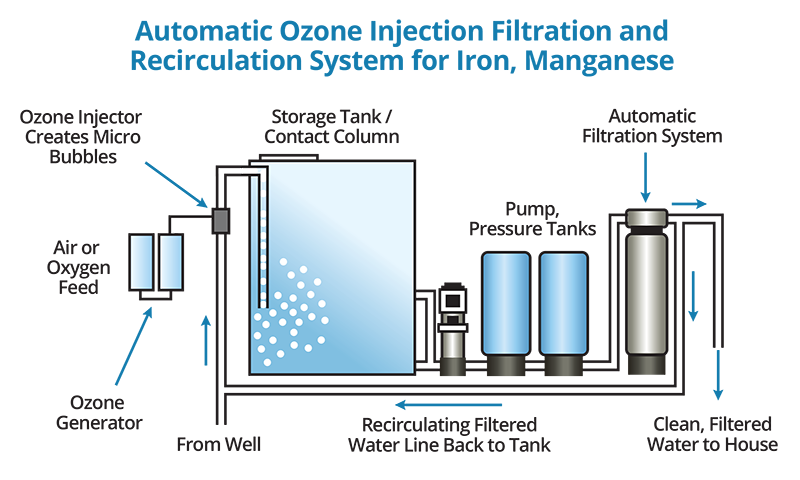 Automatic Ozone Injection Filtration and
Recirculation System for Iron, Manganese
Ozone Injector
Creates Micro
Bubbles
Storage Tank /
Contact Column
Automatic
Filtration System
Pump,
Pressure Tanks
Air or
Oxygen
Feed
Ozone
Generator
From Well
Recirculating Filtered
Water Line Back to Tank
Clean, Filtered
Water to House